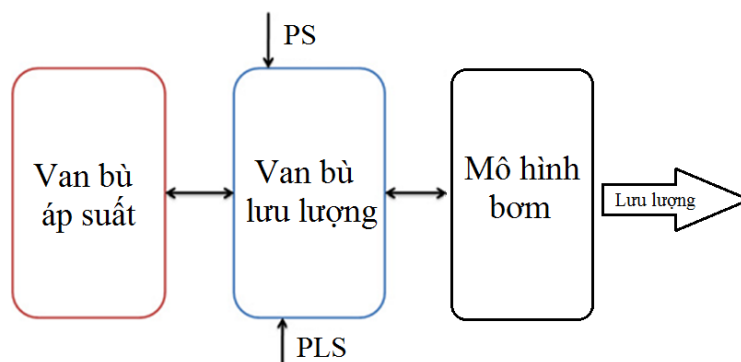 PS
Van bù
áp suất
Van bù
lưu lượng
Mô hình
bơm
Lưu lượng
PLS